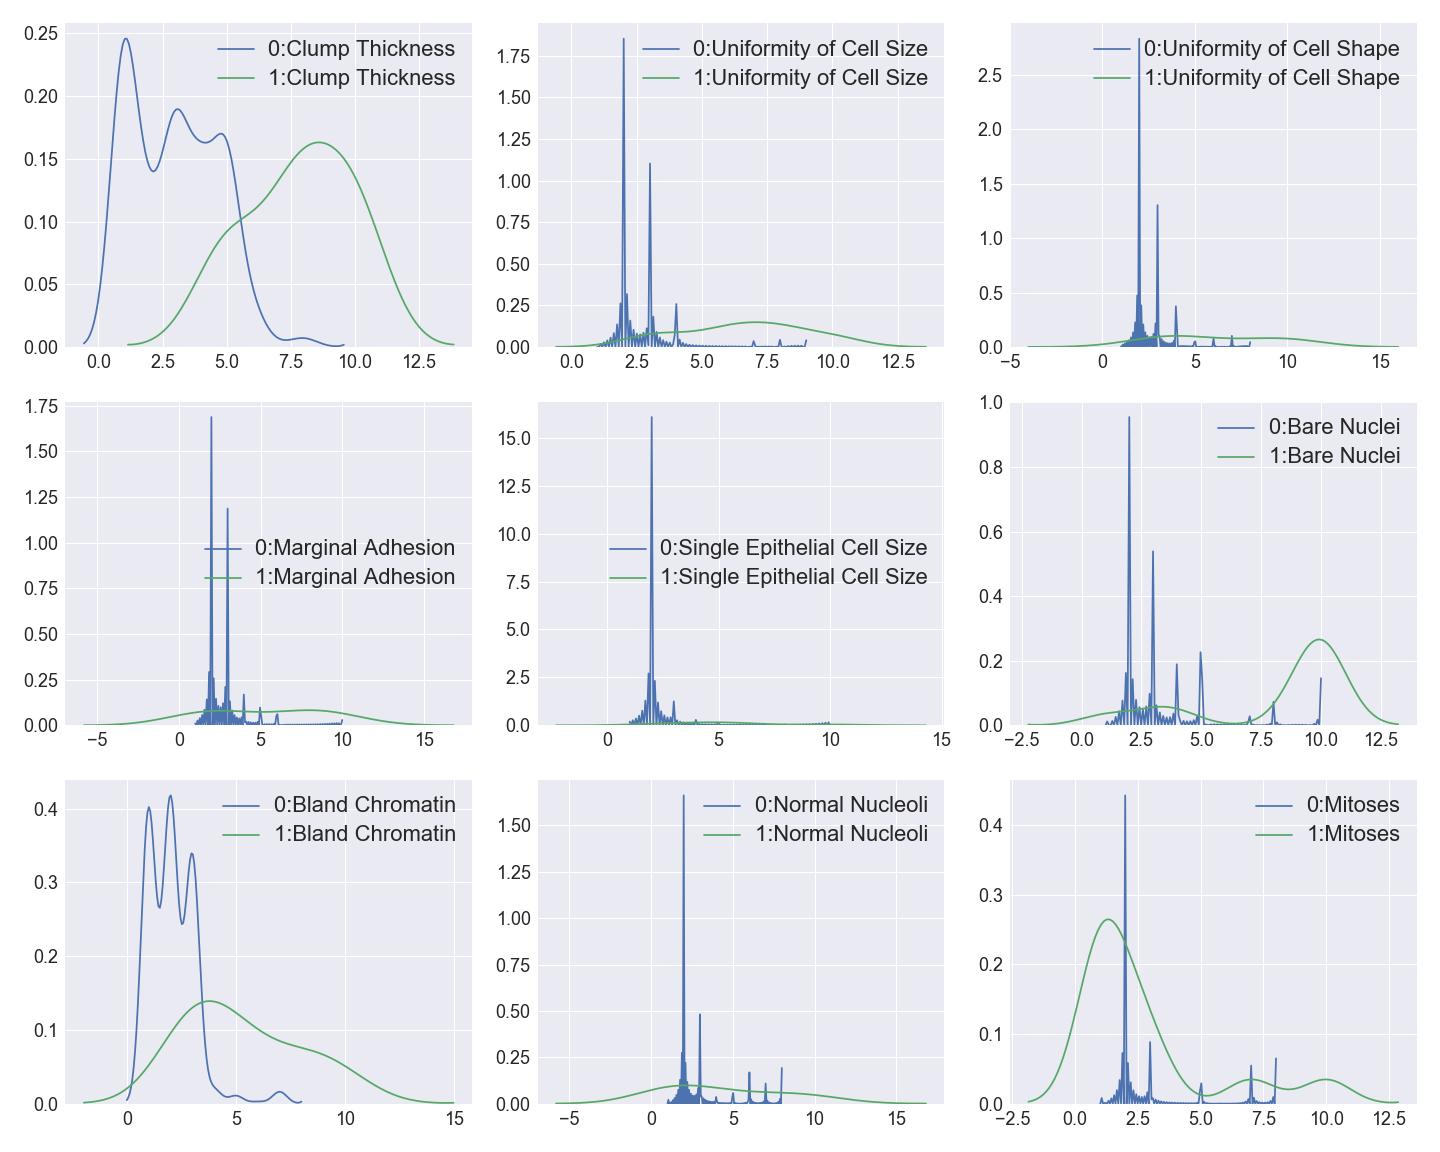 0:Clump Thickness
1:Clump Thickness
0.25
0.20
0.15
0.10
0.05
0.00
0.0 2.5 5.0 7.5 10.0 12.5
0:Uniformity of Cell Size
1:Uniformity of Cell Size
1.75
1.50
1.25
1.00
0.75
0.50
0.25
0.00
0.0 2.5 5.0 7.5 10.0 12.5
0:Uniformity of Cell Shape
1:Uniformity of Cell Shape
2.5
2.0
1.5
1.0
0.5
0.0
−5 0 5 10 15
1.75
1.50
1.25
1.00
0.75
0.50
0.25
0.00
0:Marginal Adhesion
1:Marginal Adhesion
−5 0 5 10 15
15.0
12.5
10.0
7.5
5.0
2.5
0.0
0:Single Epithelial Cell Size
1:Single Epithelial Cell Size
0 5 10 15
1.0
0.8
0.6
0.4
0.2
0.0
0:Bare Nuclei
1:Bare Nuclei
−2.5 0.0 2.5 5.0 7.5 10.0 12.5
0:Bland Chromatin
1:Bland Chromatin
0.4
0.3
0.2
0.1
0.0
0 5 10 15
0:Normal Nucleoli
1:Normal Nucleoli
1.50
1.25
1.00
0.75
0.50
0.25
0.00
−5 0 5 10 15
0:Mitoses
1:Mitoses
0.4
0.3
0.2
0.1
0.0
−2.5 0.0 2.5 5.0 7.5 10.0 12.5